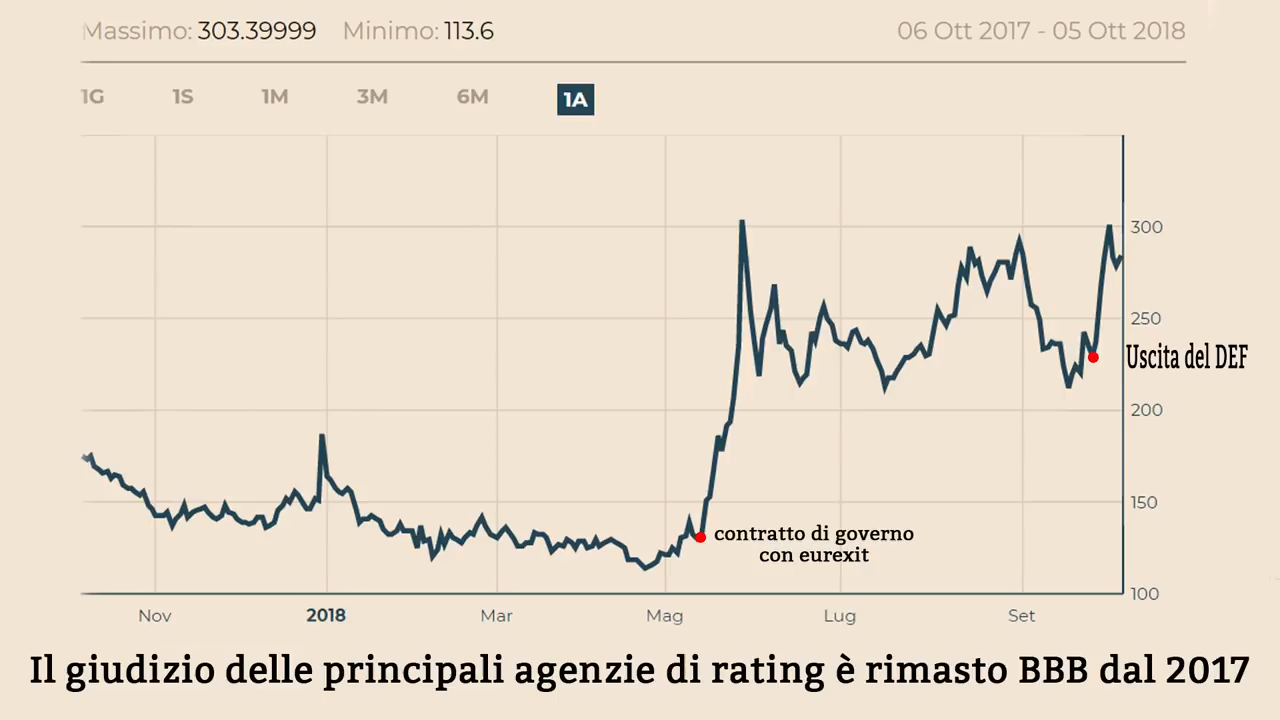 Massimo: 303.39999 Minimo: 113.6 06 Ott 2017 - 05 Ott 2018
1G 1S 1M 3M 6M 1A
300
250
Uscita del DEF
200
150
contratto di governo
con eurexit
100
Nov 2018 Mar Mag Lug Set
Il giudizio delle principali agenzie di rating è rimasto BBB dal 2017